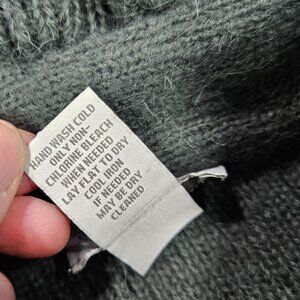 HAND WASH COLD
ONLY NON-
CHLORINE BLEACH
WHEN NEEDED
LAY FLAT TO DRY
COOL IRON
IF NEEDED
MAY BE DRY
CLEANED